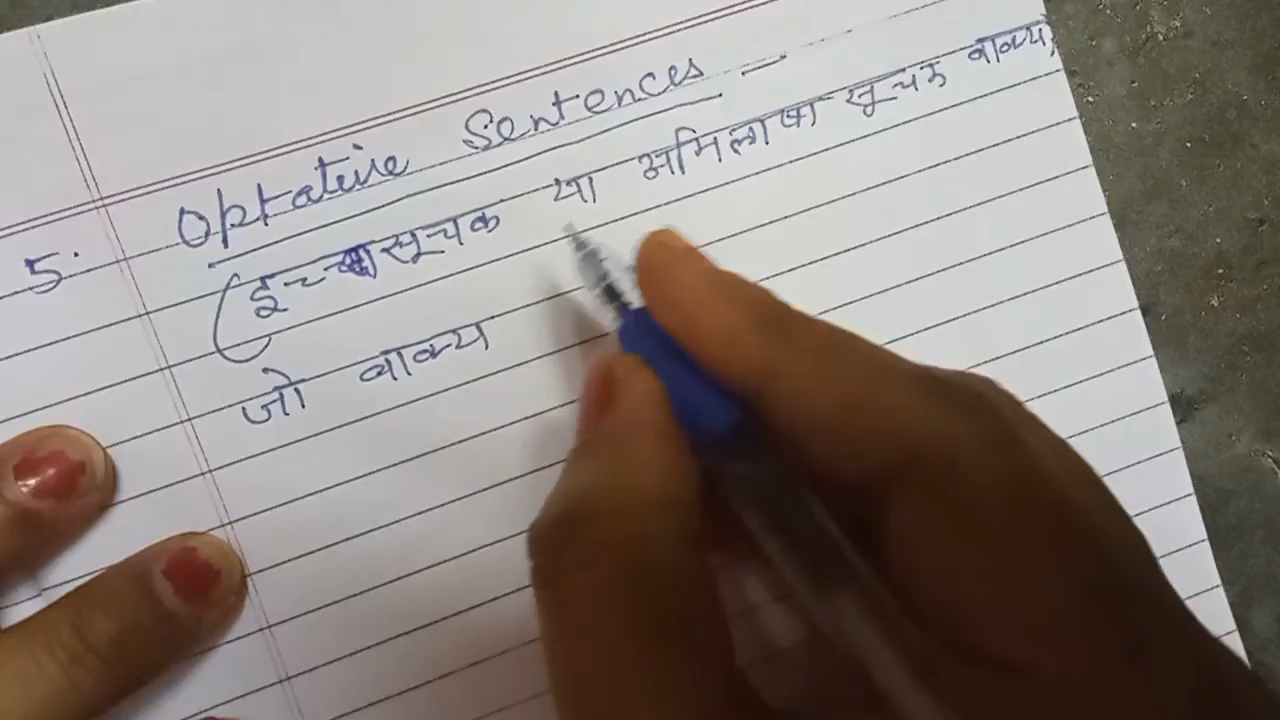 5. Optative Sentences -
(इच्छासूचक या अभिलाषा सूचक वाक्य)
जो वाक्य